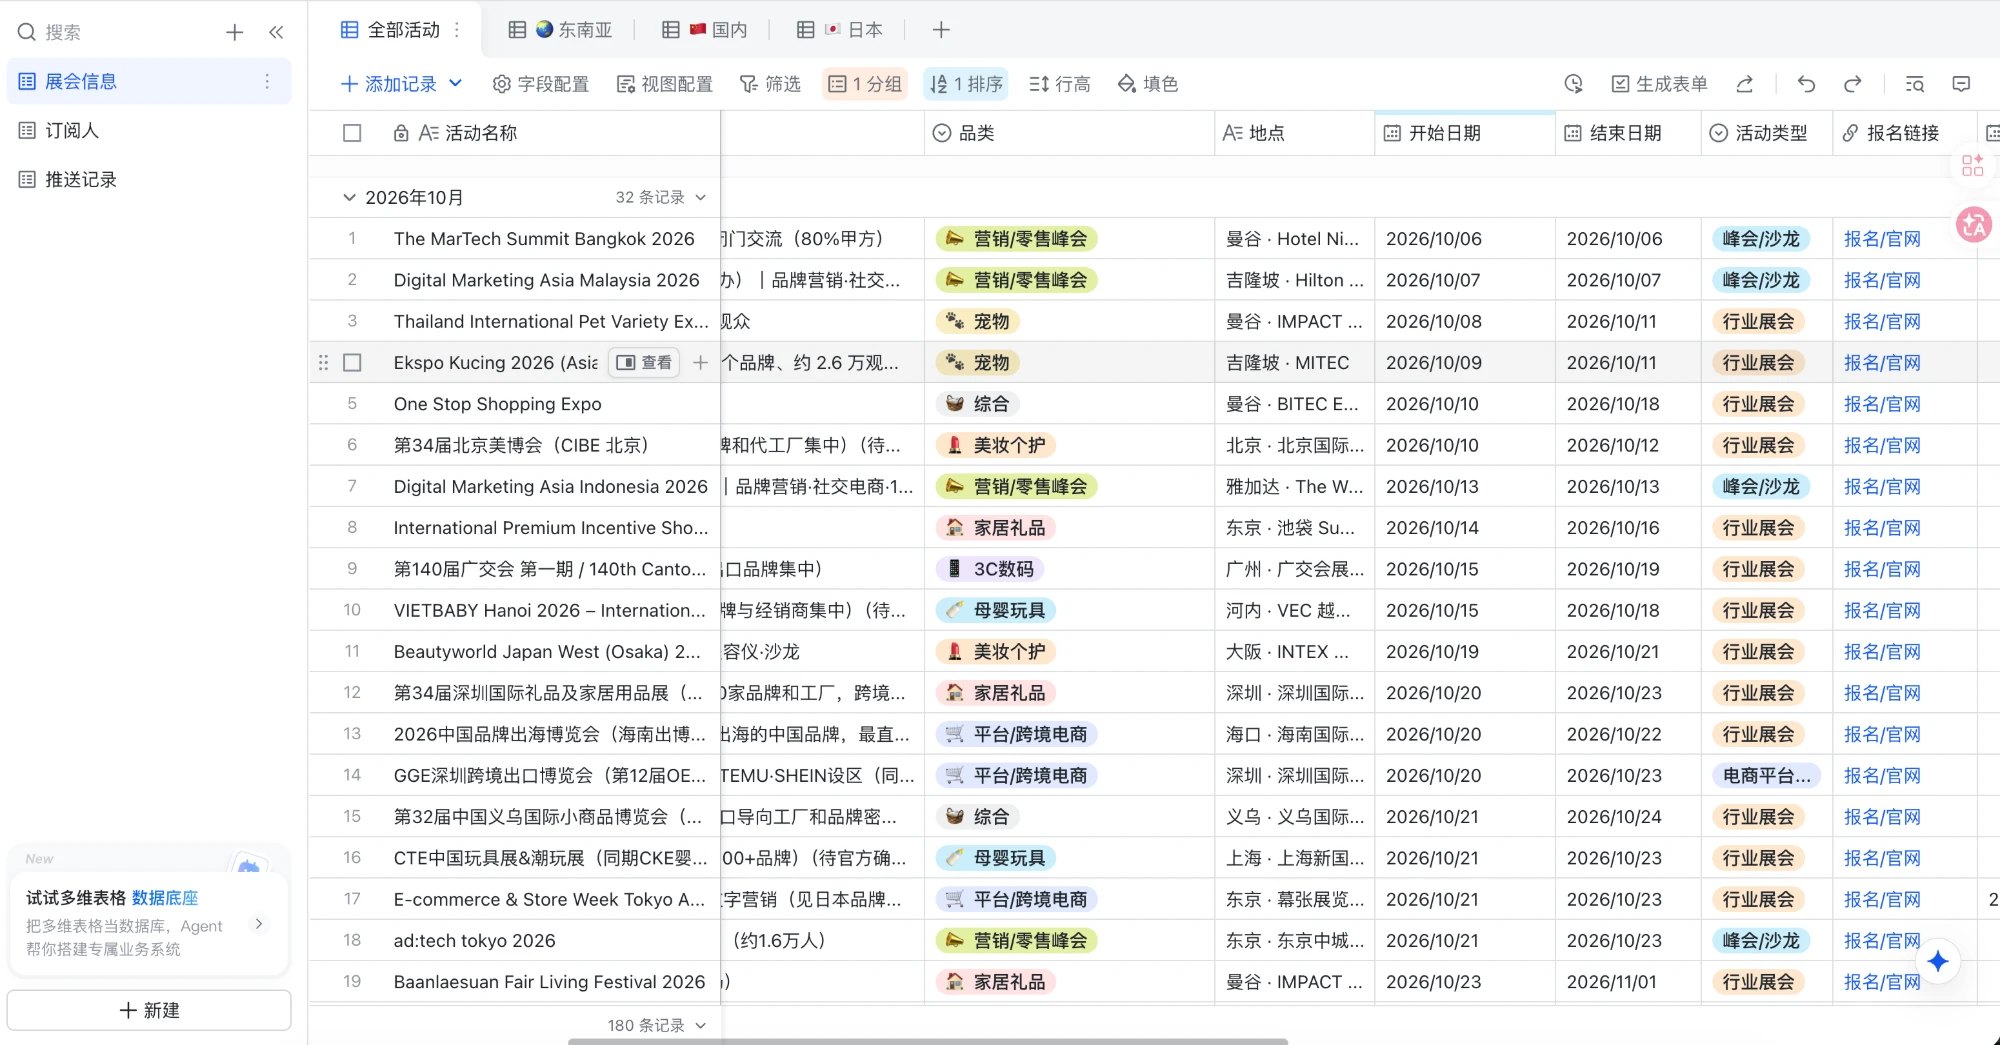 搜索
展会信息
订阅人
推送记录
New
试试多维表格 数据底座
把多维表格当数据库，Agent
帮你搭建专属业务系统
新建
全部活动
东南亚
国内
日本
添加记录
字段配置
视图配置
筛选
1 分组
1 排序
行高
填色
生成表单
活动名称 品类 地点 开始日期 结束日期 活动类型 报名链接
2026年10月 32 条记录
1 The MarTech Summit Bangkok 2026 门交流（80%甲方） 营销/零售峰会 曼谷 · Hotel Ni... 2026/10/06 2026/10/06 峰会/沙龙 报名/官网
2 Digital Marketing Asia Malaysia 2026 办）｜品牌营销·社交... 营销/零售峰会 吉隆坡 · Hilton ... 2026/10/07 2026/10/07 峰会/沙龙 报名/官网
3 Thailand International Pet Variety Ex... 观众 宠物 曼谷 · IMPACT ... 2026/10/08 2026/10/11 行业展会 报名/官网
Ekspo Kucing 2026 (Asia 查看 个品牌、约 2.6 万观... 宠物 吉隆坡 · MITEC 2026/10/09 2026/10/11 行业展会 报名/官网
5 One Stop Shopping Expo 综合 曼谷 · BITEC E... 2026/10/10 2026/10/18 行业展会 报名/官网
6 第34届北京美博会（CIBE 北京） 牌和代工厂集中）（待... 美妆个护 北京 · 北京国际... 2026/10/10 2026/10/12 行业展会 报名/官网
7 Digital Marketing Asia Indonesia 2026 ｜品牌营销·社交电商·1... 营销/零售峰会 雅加达 · The W... 2026/10/13 2026/10/13 峰会/沙龙 报名/官网
8 International Premium Incentive Sho... 家居礼品 东京 · 池袋 Su... 2026/10/14 2026/10/16 行业展会 报名/官网
9 第140届广交会 第一期 / 140th Canto... 口品牌集中） 3C数码 广州 · 广交会展... 2026/10/15 2026/10/19 行业展会 报名/官网
10 VIETBABY Hanoi 2026 – Internation... 牌与经销商集中）（待... 母婴玩具 河内 · VEC 越... 2026/10/15 2026/10/18 行业展会 报名/官网
11 Beautyworld Japan West (Osaka) 2... 容仪·沙龙 美妆个护 大阪 · INTEX ... 2026/10/19 2026/10/21 行业展会 报名/官网
12 第34届深圳国际礼品及家居用品展（... 0家品牌和工厂，跨境... 家居礼品 深圳 · 深圳国际... 2026/10/20 2026/10/23 行业展会 报名/官网
13 2026中国品牌出海博览会（海南出博... 出海的中国品牌，最直... 平台/跨境电商 海口 · 海南国际... 2026/10/20 2026/10/22 行业展会 报名/官网
14 GGE深圳跨境出口博览会（第12届OE... TEMU·SHEIN设区（同... 平台/跨境电商 深圳 · 深圳国际... 2026/10/20 2026/10/23 电商平台... 报名/官网
15 第32届中国义乌国际小商品博览会（... 口导向工厂和品牌密... 综合 义乌 · 义乌国际... 2026/10/21 2026/10/24 行业展会 报名/官网
16 CTE中国玩具展&潮玩展（同期CKE婴... 00+品牌）（待官方确... 母婴玩具 上海 · 上海新国... 2026/10/21 2026/10/23 行业展会 报名/官网
17 E-commerce & Store Week Tokyo A... 字营销（见日本品牌... 平台/跨境电商 东京 · 幕张展览... 2026/10/21 2026/10/23 行业展会 报名/官网 2
18 ad:tech tokyo 2026 （约1.6万人） 营销/零售峰会 东京 · 东京中城... 2026/10/21 2026/10/23 峰会/沙龙 报名/官网
19 Baanlaesuan Fair Living Festival 2026 ） 家居礼品 曼谷 · IMPACT ... 2026/10/23 2026/11/01 行业展会 报名/官网
180 条记录